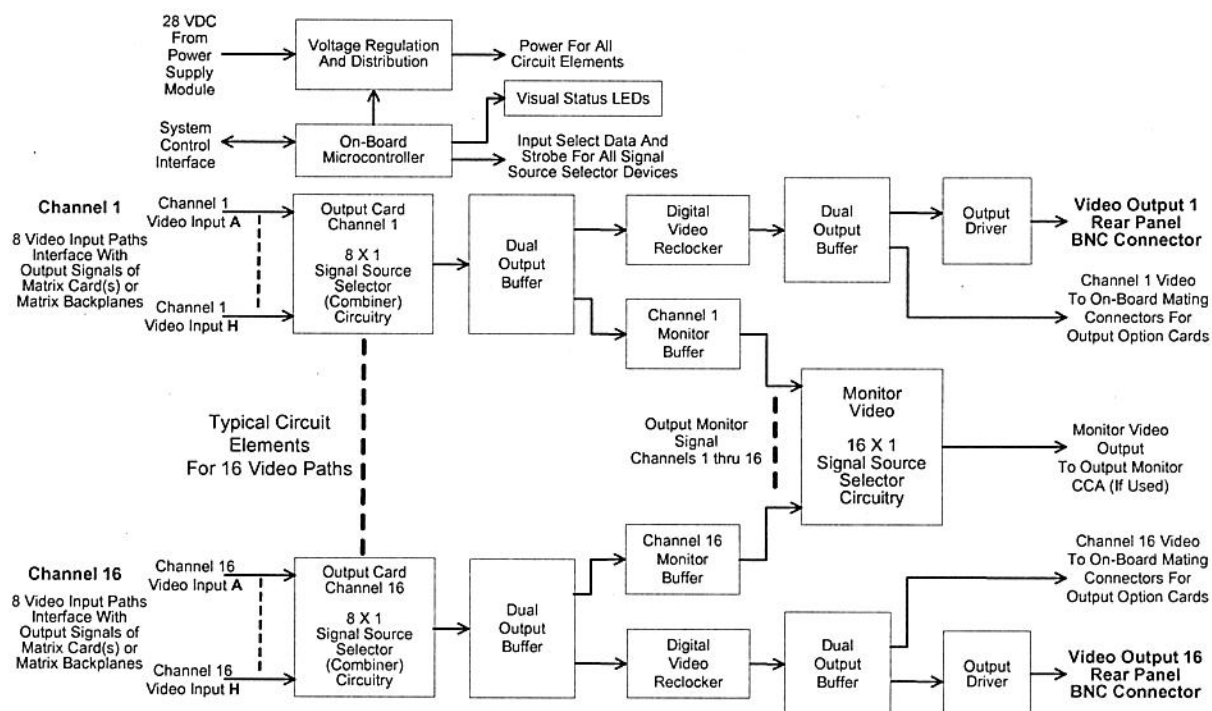 28 VDC
From
Power
Supply
Module
Voltage Regulation
And Distribution
Power For All
Circuit Elements
Visual Status LEDs
System
Control
Interface
On-Board
Microcontroller
Input Select Data And
Strobe For All Signal
Source Selector Devices
Channel 1
8 Video Input Paths
Interface With
Output Signals of
Matrix Card(s) or
Matrix Backplanes
Channel 1
Video Input A
Channel 1
Video Input H
Output Card
Channel 1
8 X 1
Signal Source
Selector
(Combiner)
Circuitry
Dual
Output
Buffer
Digital
Video
Reclocker
Dual
Output
Buffer
Output
Driver
Video Output 1
Rear Panel
BNC Connector
Channel 1 Video
To On-Board Mating
Connectors For
Output Option Cards
Channel 1
Monitor
Buffer
Typical Circuit
Elements
For 16 Video Paths
Output Monitor
Signal
Channels 1 thru 16
Monitor
Video
16 X 1
Signal Source
Selector
Circuitry
Monitor Video
Output
To Output Monitor
CCA (If Used)
Channel 16
8 Video Input Paths
Interface With
Output Signals of
Matrix Card(s) or
Matrix Backplanes
Channel 16
Video Input A
Channel 16
Video Input H
Output Card
Channel 16
8 X 1
Signal Source
Selector
(Combiner)
Circuitry
Dual
Output
Buffer
Channel 16
Monitor
Buffer
Digital
Video
Reclocker
Dual
Output
Buffer
Output
Driver
Channel 16 Video
To On-Board Mating
Connectors For
Output Option Cards
Video Output 16
Rear Panel
BNC Connector